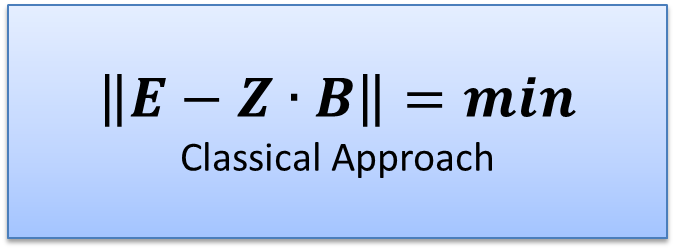 ‖E − Z · B‖ = min
Classical Approach